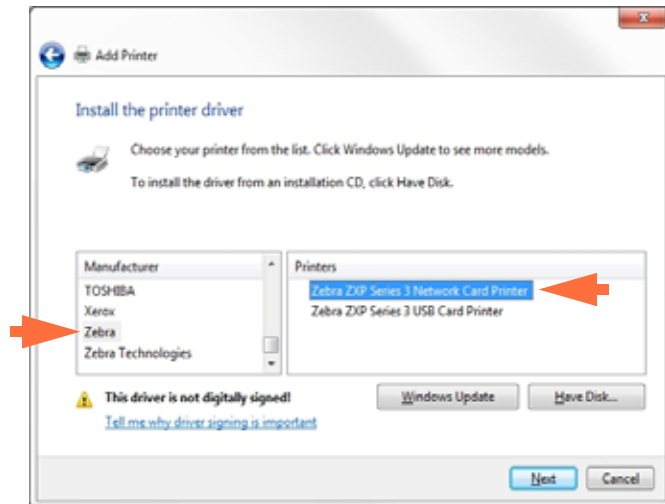 Add Printer
Install the printer driver
Choose your printer from the list. Click Windows Update to see more models.
To install the driver from an installation CD, click Have Disk.
Manufacturer
TOSHIBA
Xerox
Zebra
Zebra Technologies
Printers
Zebra ZXP Series 3 Network Card Printer
Zebra ZXP Series 3 USB Card Printer
This driver is not digitally signed!
Tell me why driver signing is important
Windows Update
Have Disk...
Next
Cancel